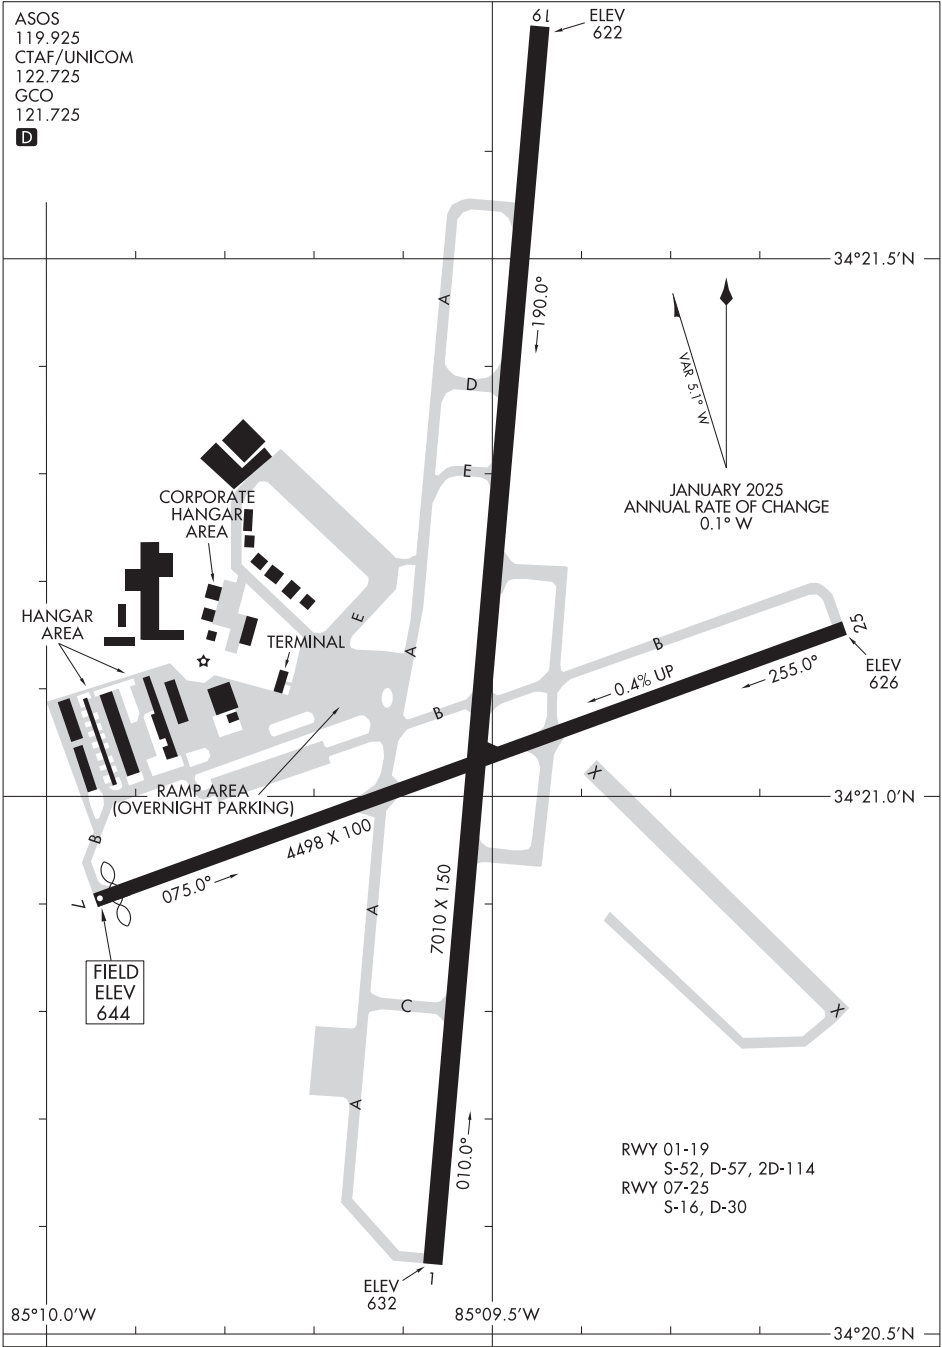 ASOS
119.925
CTAF/UNICOM
122.725
GCO
121.725
D
19
ELEV
622
34°21.5'N
A
190.0°
VAR 5.1° W
D
E
JANUARY 2025
ANNUAL RATE OF CHANGE
0.1° W
CORPORATE
HANGAR
AREA
HANGAR
AREA
E
TERMINAL
A
B
25
ELEV
626
0.4% UP
255.0°
B
RAMP AREA
(OVERNIGHT PARKING)
X
34°21.0'N
B
4498 X 100
075.0°
7
7010 X 150
A
FIELD
ELEV
644
C
X
A
010.0°
RWY 01-19
S-52, D-57, 2D-114
RWY 07-25
S-16, D-30
ELEV
632
1
85°10.0'W
85°09.5'W
34°20.5'N